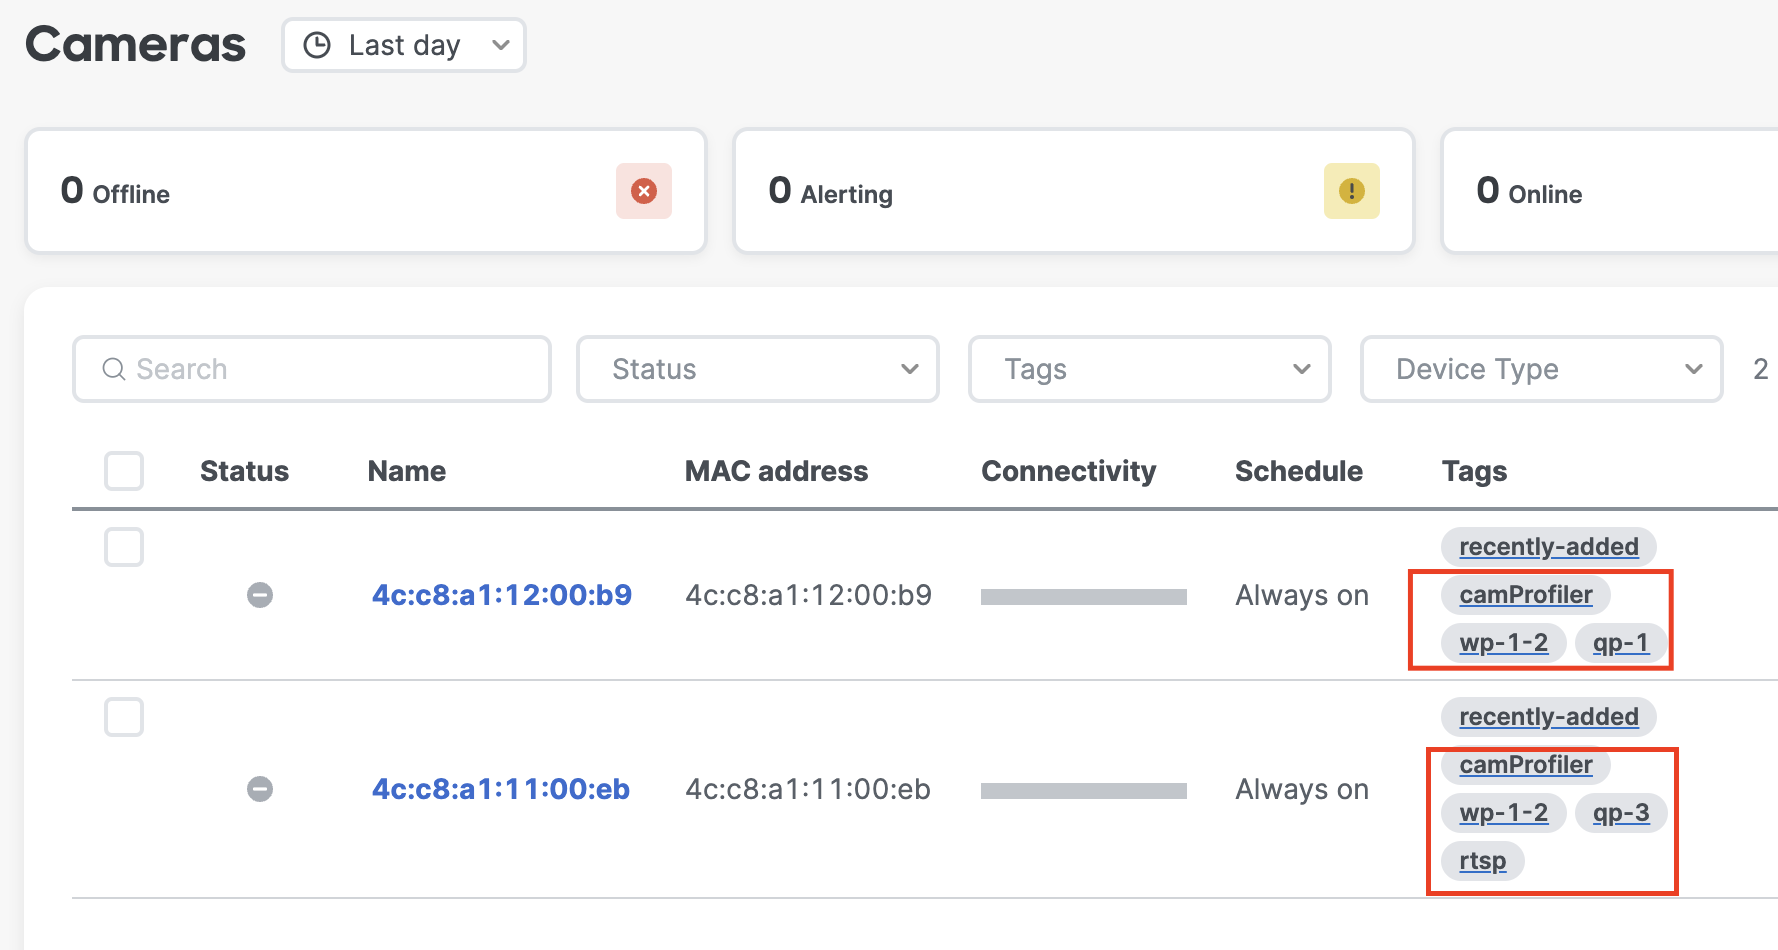 Cameras
Last day
0 Offline
0 Alerting
0 Online
Search
Status
Tags
Device Type
2
Status Name MAC address Connectivity Schedule Tags
recently-added
4c:c8:a1:12:00:b9 4c:c8:a1:12:00:b9 Always on camProfiler
wp-1-2 qp-1
recently-added
camProfiler
4c:c8:a1:11:00:eb 4c:c8:a1:11:00:eb Always on
wp-1-2 qp-3
rtsp